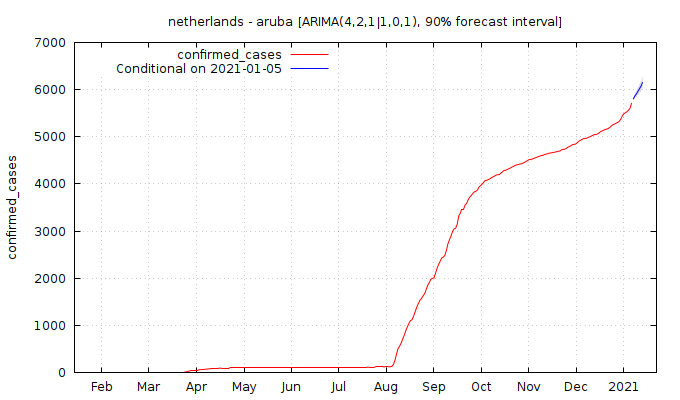 netherlands - aruba [ARIMA(4,2,1|1,0,1), 90% forecast interval]
7000
6000
5000
4000
3000
2000
1000
0
confirmed_cases
confirmed_cases
Conditional on 2021-01-05
Feb Mar Apr May Jun Jul Aug Sep Oct Nov Dec 2021